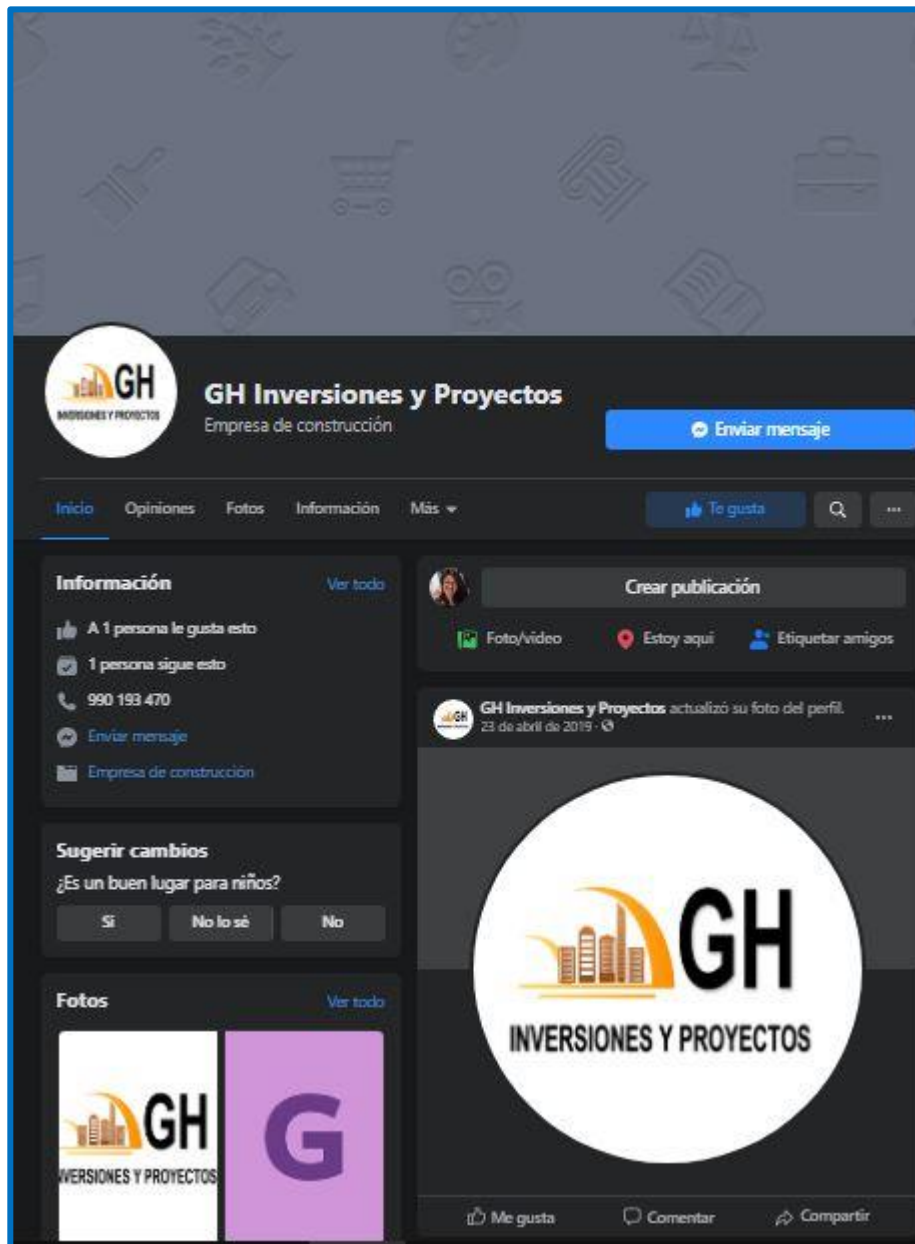 GH
INVERSIONES Y PROYECTOS
GH Inversiones y Proyectos
Empresa de construcción
Enviar mensaje
Inicio Opiniones Fotos Información Más
Te gusta
Información Ver todo
A 1 persona le gusta esto
1 persona sigue esto
990 193 470
Enviar mensaje
Empresa de construcción
Sugerir cambios
¿Es un buen lugar para niños?
Sí No lo sé No
Fotos Ver todo
GH
INVERSIONES Y PROYECTOS
G
Crear publicación
Foto/video Estoy aquí Etiquetar amigos
GH
GH Inversiones y Proyectos actualizó su foto del perfil.
23 de abril de 2019 ·
GH
INVERSIONES Y PROYECTOS
Me gusta Comentar Compartir